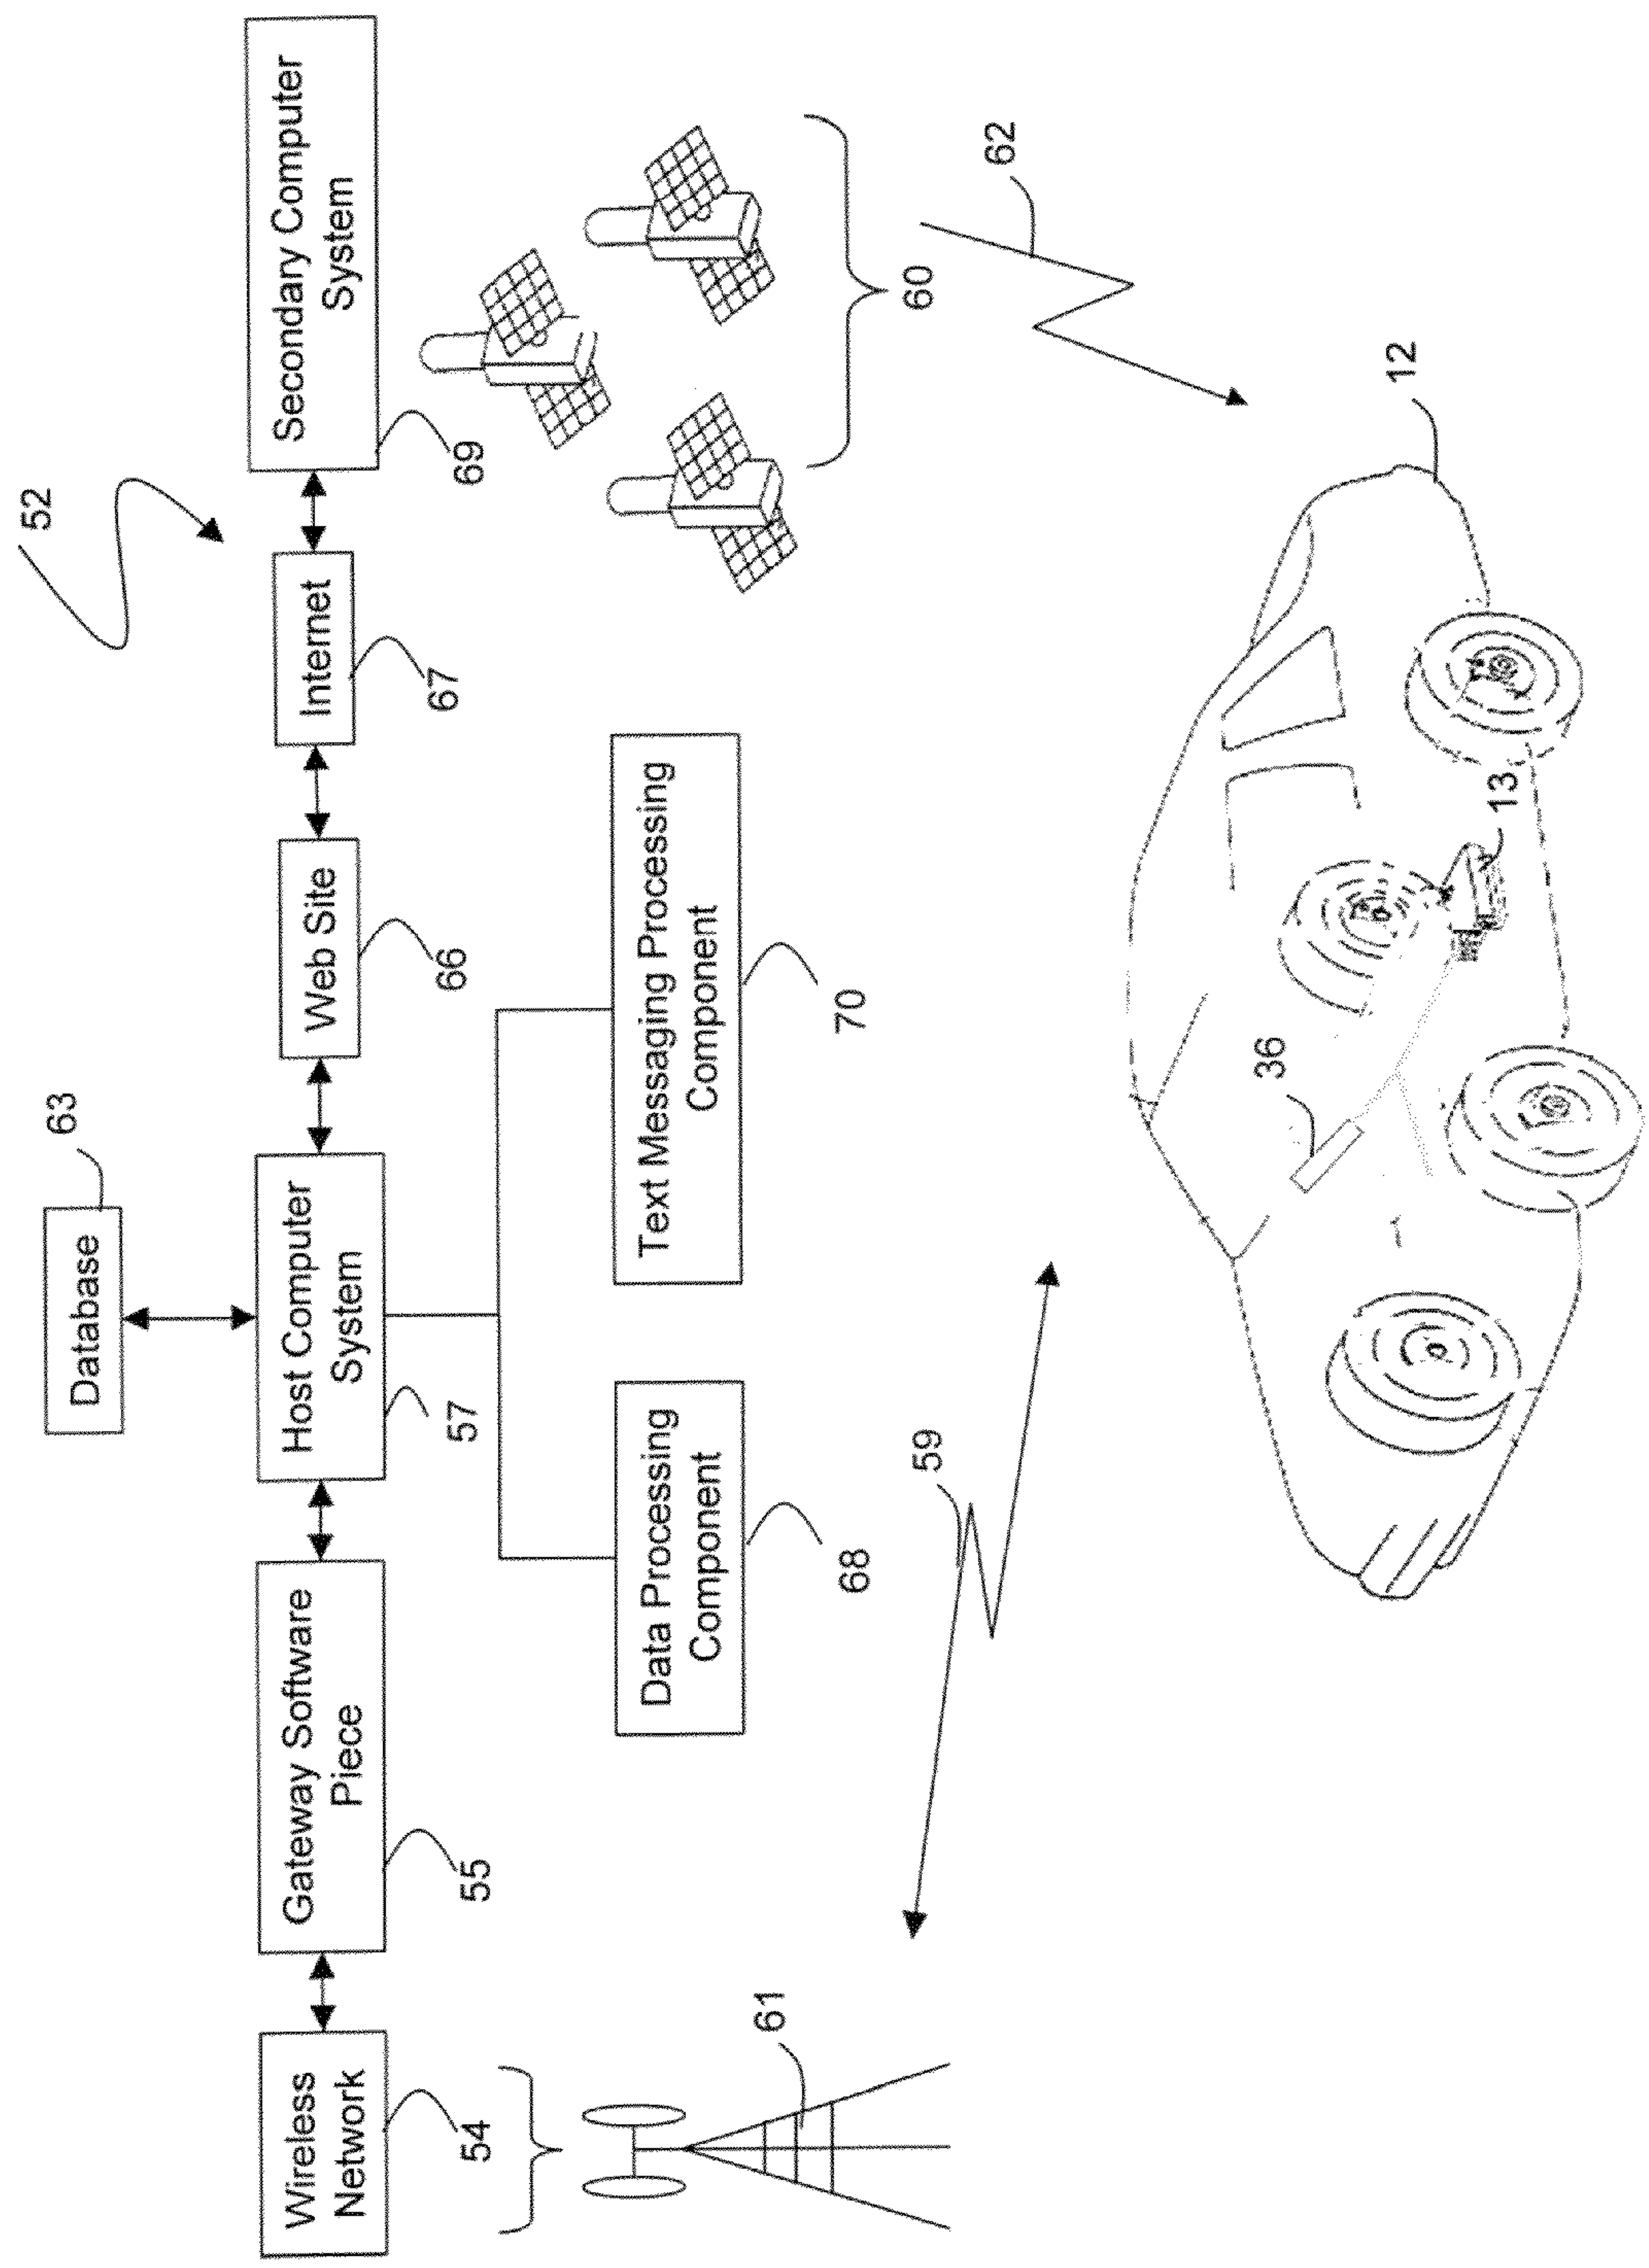 52
Database
63
Wireless
Network
54
Gateway Software
Piece
55
Host Computer
System
57
Web Site
66
Internet
67
Secondary Computer
System
69
Data Processing
Component
68
Text Messaging Processing
Component
70
60
61
59
62
36
13
12